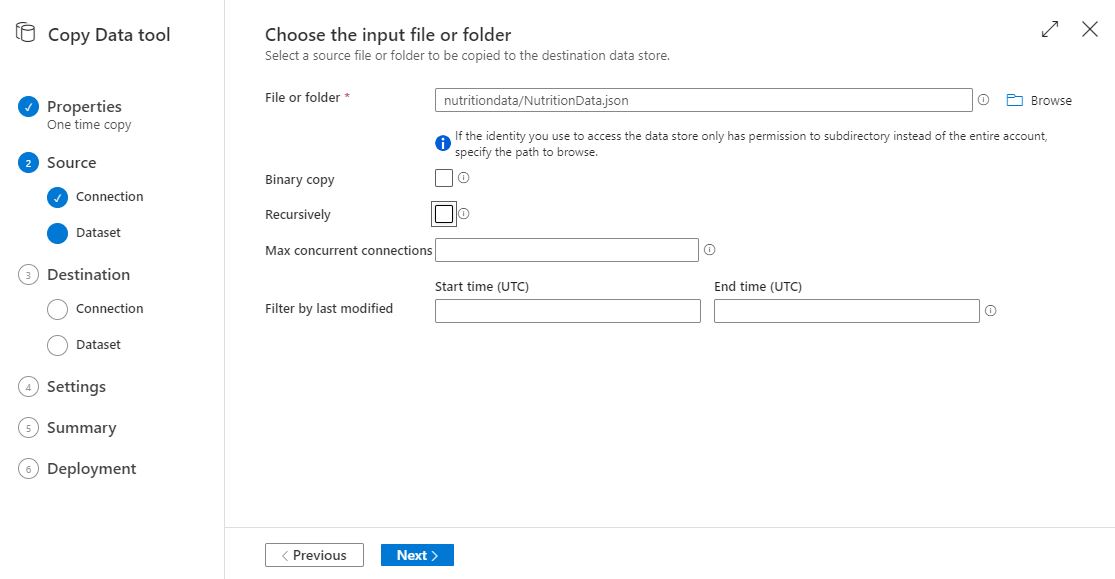 Copy Data tool
Properties
One time copy
2
Source
Connection
Dataset
3
Destination
Connection
Dataset
4
Settings
5
Summary
6
Deployment
Choose the input file or folder
Select a source file or folder to be copied to the destination data store.
File or folder *
nutritiondata/NutritionData.json
Browse
If the identity you use to access the data store only has permission to subdirectory instead of the entire account,
specify the path to browse.
Binary copy
Recursively
Max concurrent connections
Start time (UTC)
End time (UTC)
Filter by last modified
Previous
Next